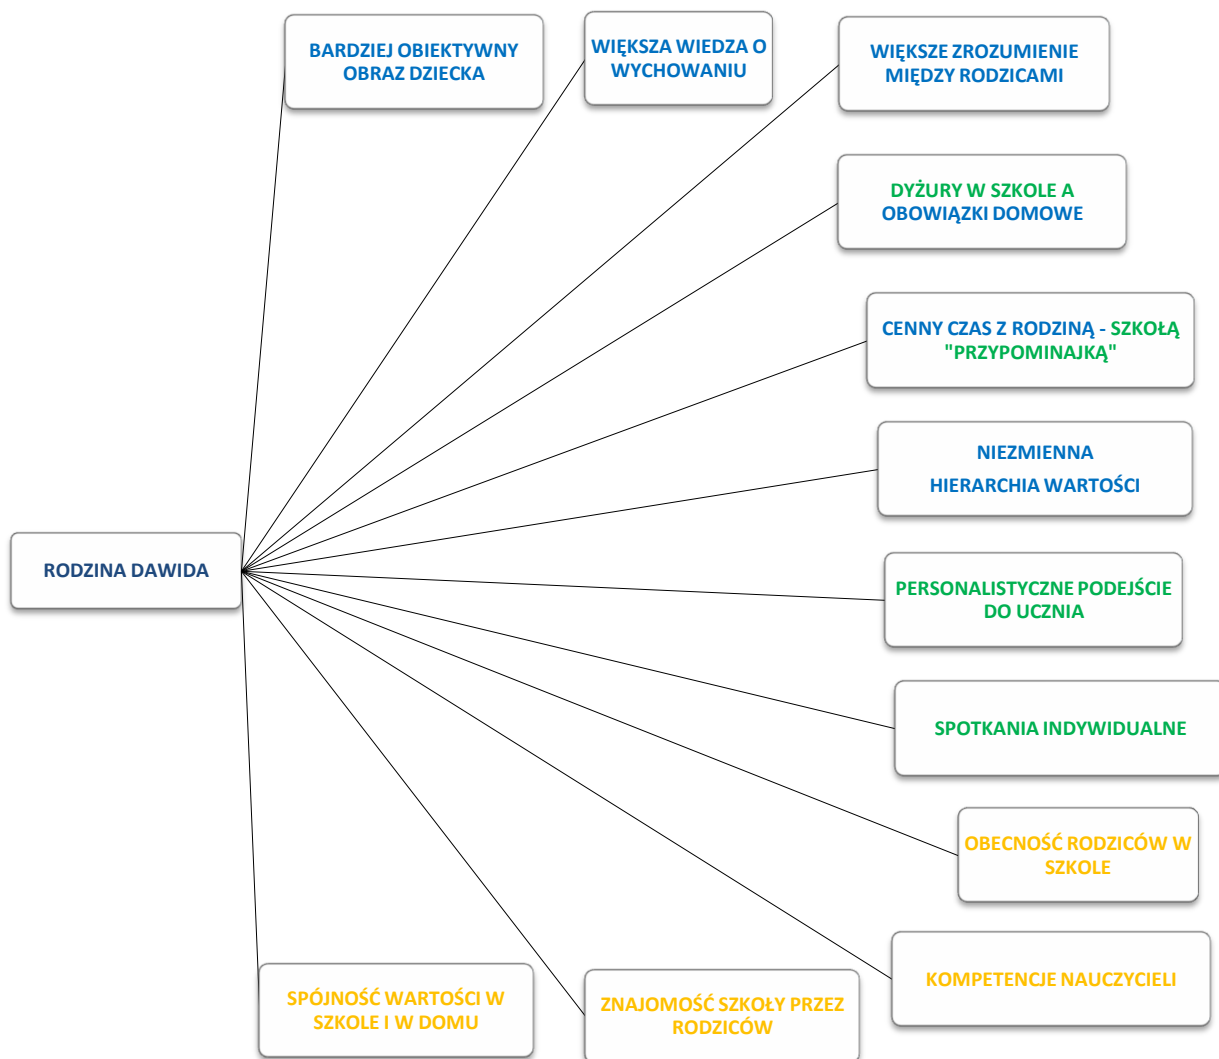 BARDZIEJ OBIEKTYWNY
OBRAZ DZIECKA
WIĘKSZA WIEDZA O
WYCHOWANIU
WIĘKSZE ZROZUMIENIE
MIĘDZY RODZICAMI
DYŻURY W SZKOLE A
OBOWIĄZKI DOMOWE
CENNY CZAS Z RODZINĄ - SZKOŁĄ
"PRZYPOMINAJKĄ"
NIEZMIENNA
HIERARCHIA WARTOŚCI
RODZINA DAWIDA
PERSONALISTYCZNE PODEJŚCIE
DO UCZNIA
SPOTKANIA INDYWIDUALNE
OBECNOŚĆ RODZICÓW W
SZKOLE
KOMPETENCJE NAUCZYCIELI
SPÓJNOŚĆ WARTOŚCI W
SZKOLE I W DOMU
ZNAJOMOŚĆ SZKOŁY PRZEZ
RODZICÓW